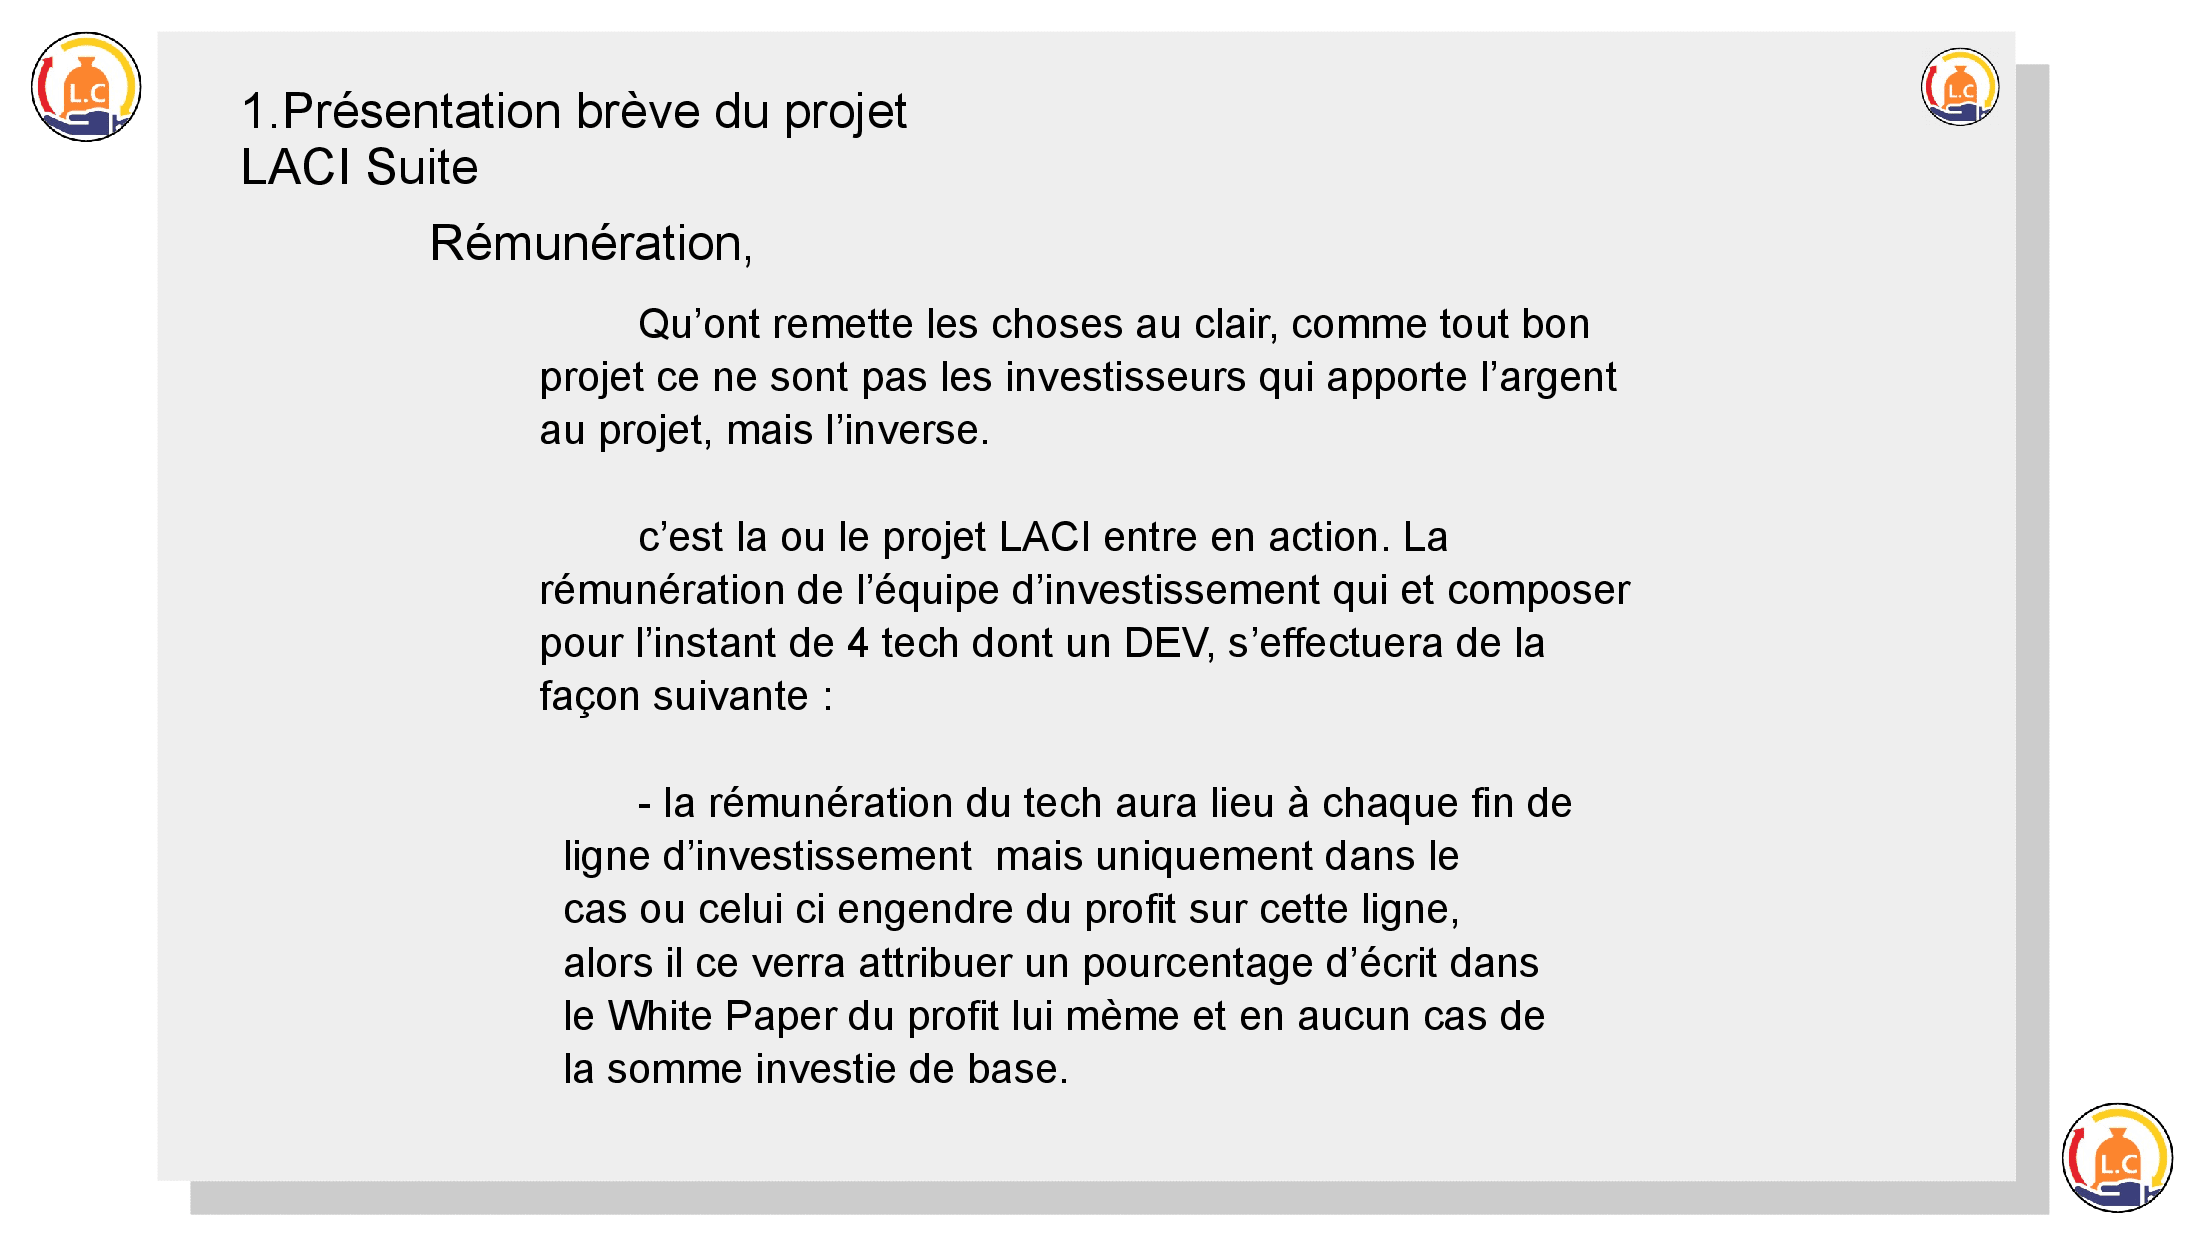 L.C
L.C
1.Présentation brève du projet
LACI Suite
Rémunération,
Qu’ont remette les choses au clair, comme tout bon
projet ce ne sont pas les investisseurs qui apporte l’argent
au projet, mais l’inverse.
c’est la ou le projet LACI entre en action. La
rémunération de l’équipe d’investissement qui et composer
pour l’instant de 4 tech dont un DEV, s’effectuera de la
façon suivante :
- la rémunération du tech aura lieu à chaque fin de
ligne d’investissement  mais uniquement dans le
cas ou celui ci engendre du profit sur cette ligne,
alors il ce verra attribuer un pourcentage d’écrit dans
le White Paper du profit lui mème et en aucun cas de
la somme investie de base.
L.C